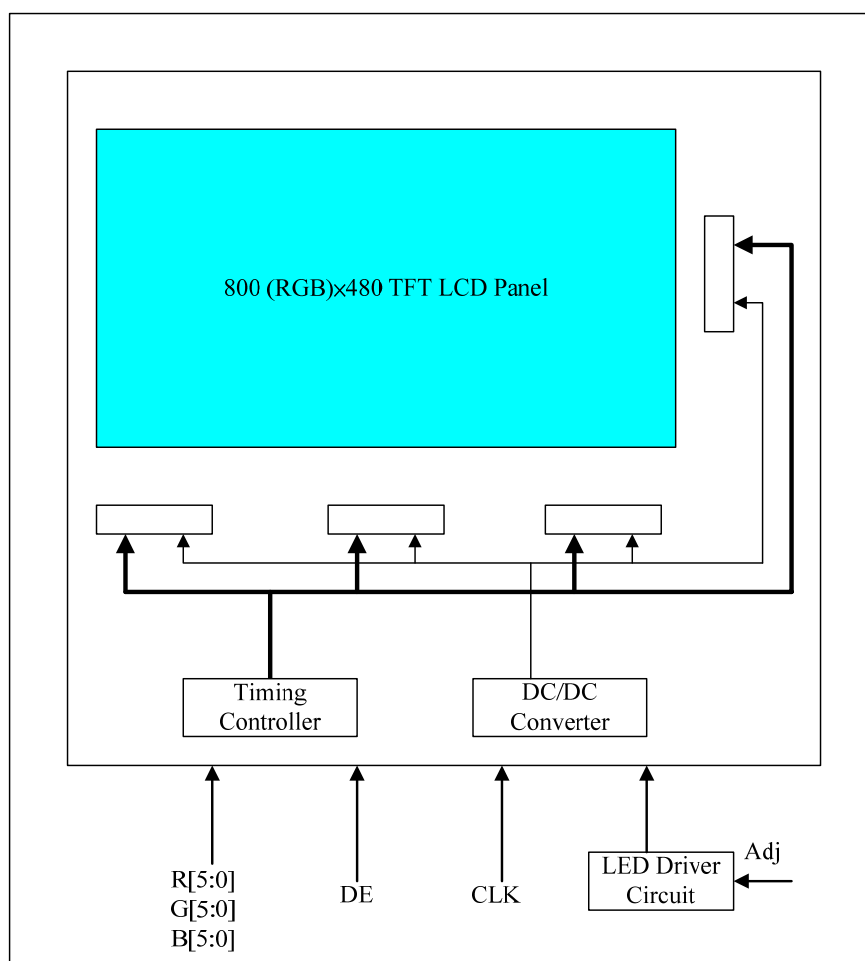 800 (RGB)×480 TFT LCD Panel
Timing
Controller
DC/DC
Converter
R[5:0]
G[5:0]
B[5:0]
DE
CLK
LED Driver
Circuit
Adj